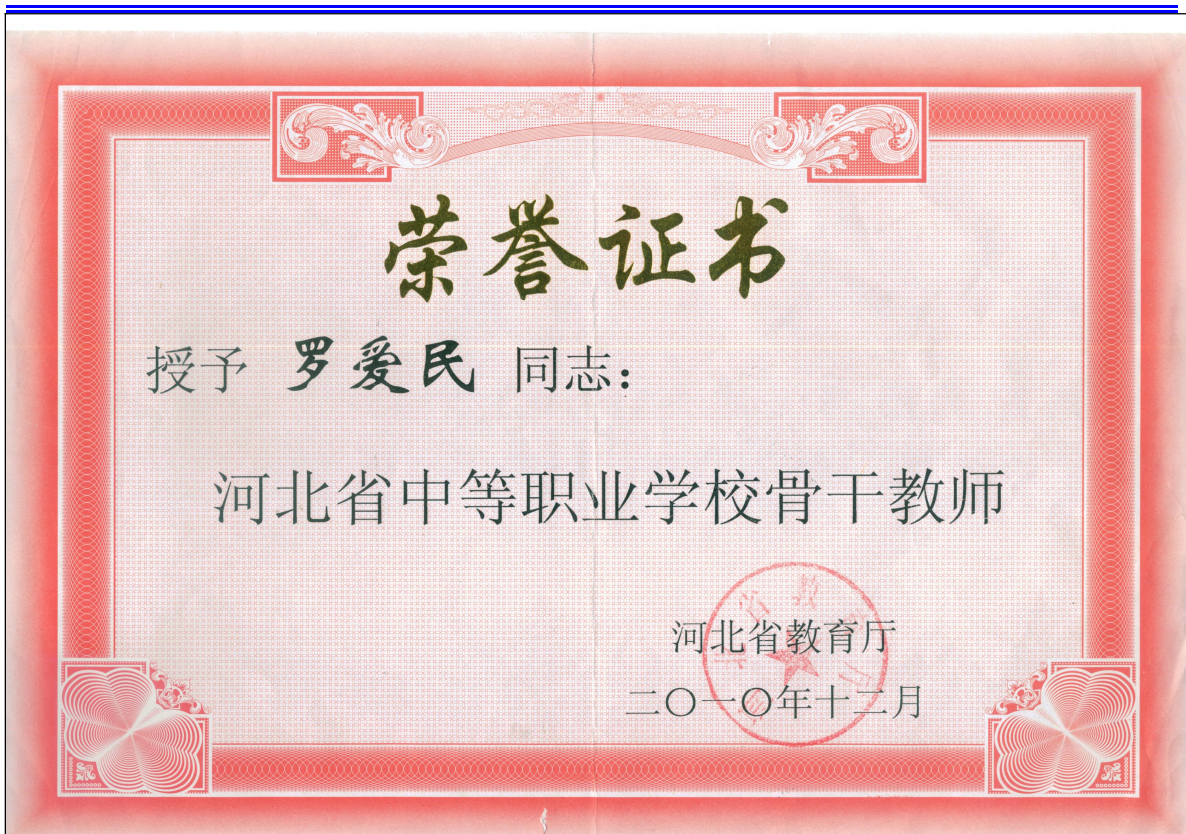 荣誉证书
授予 罗爱民 同志：
河北省中等职业学校骨干教师
河北省教育厅
二〇一〇年十二月